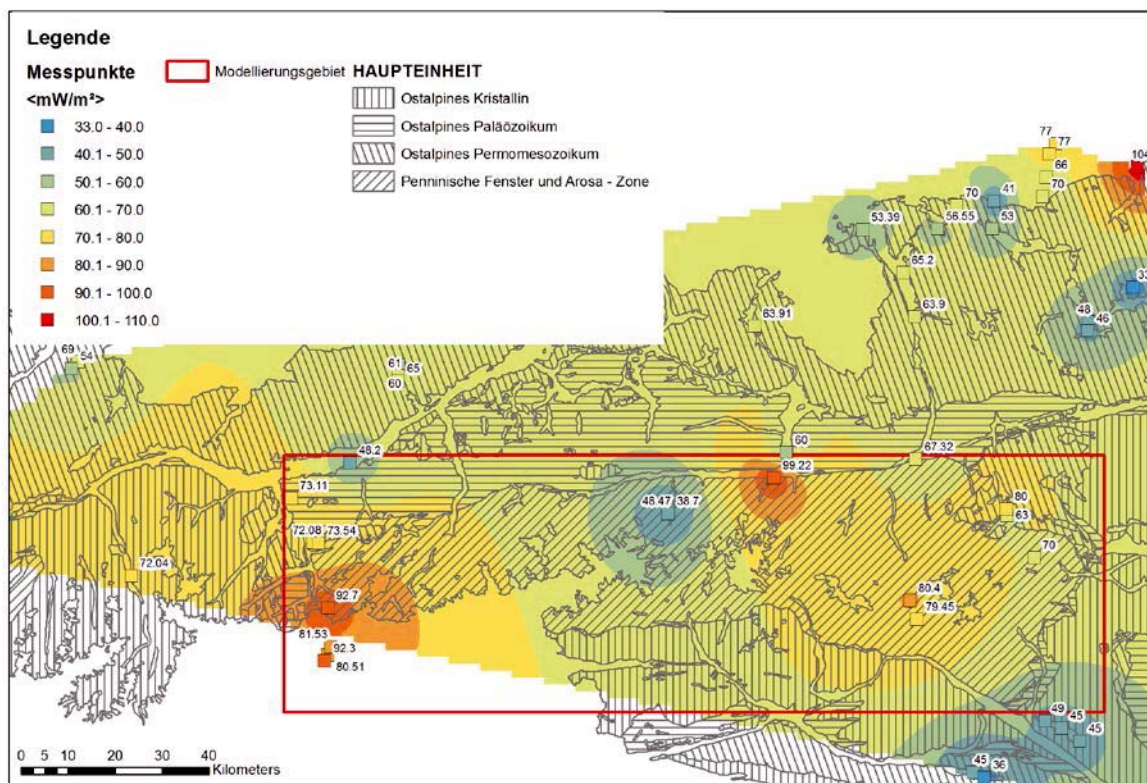 Legende
Messpunkte
<mW/m²>
33.0 - 40.0
40.1 - 50.0
50.1 - 60.0
60.1 - 70.0
70.1 - 80.0
80.1 - 90.0
90.1 - 100.0
100.1 - 110.0
Modellierungsgebiet
HAUPTEINHEIT
Ostalpines Kristallin
Ostalpines Paläozoikum
Ostalpines Permomesozoikum
Penninische Fenster und Arosa - Zone
77
77
104
66
70
70
41
53.39
56.55
53
65.2
63.9
48
46
63.91
69
54
61
65
60
48.2
60
67.32
99.22
73.11
48.47
38.7
80
63
72.08
73.54
70
72.04
92.7
80.4
79.45
81.53
92.3
80.51
49
45
45
45
36
0 5 10 20 30 40
Kilometers